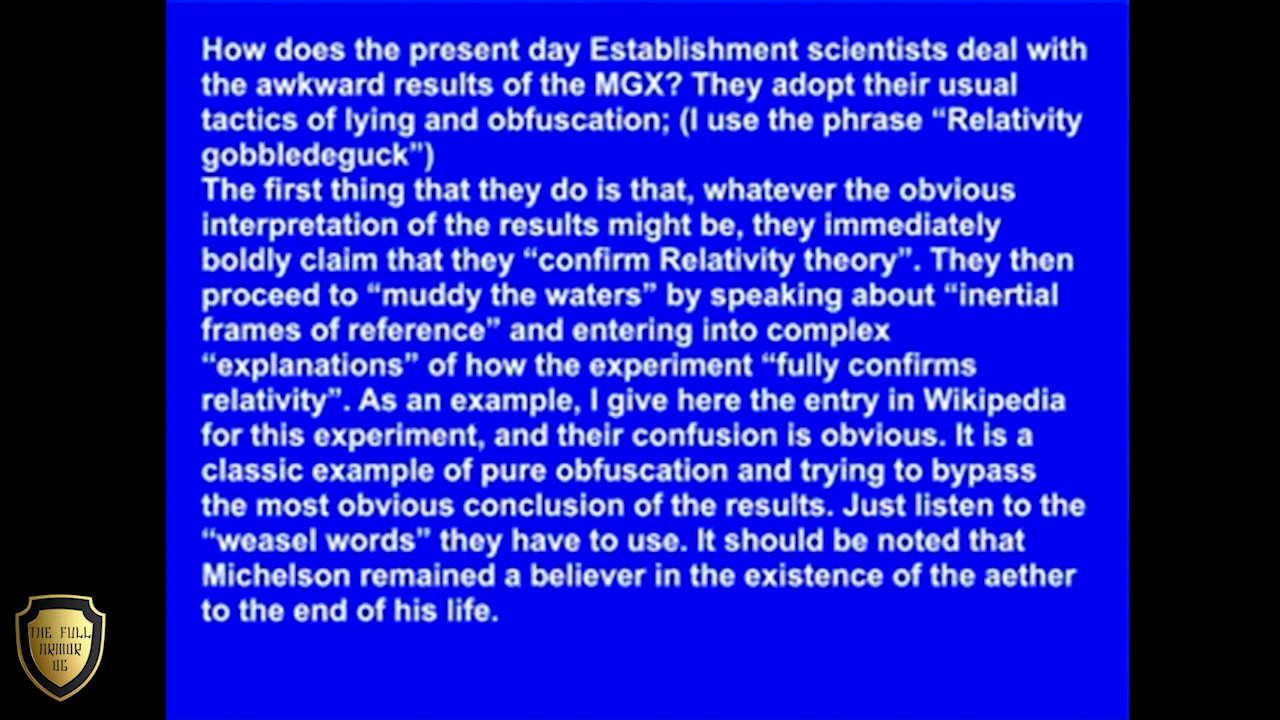 How does the present day Establishment scientists deal with
the awkward results of the MGX? They adopt their usual
tactics of lying and obfuscation; (I use the phrase “Relativity
gobbledeguck”)
The first thing that they do is that, whatever the obvious
interpretation of the results might be, they immediately
boldly claim that they “confirm Relativity theory”. They then
proceed to “muddy the waters” by speaking about “inertial
frames of reference” and entering into complex
“explanations” of how the experiment “fully confirms
relativity”. As an example, I give here the entry in Wikipedia
for this experiment, and their confusion is obvious. It is a
classic example of pure obfuscation and trying to bypass
the most obvious conclusion of the results. Just listen to the
“weasel words” they have to use. It should be noted that
Michelson remained a believer in the existence of the aether
to the end of his life.
THE FULL
ARMOR
OG